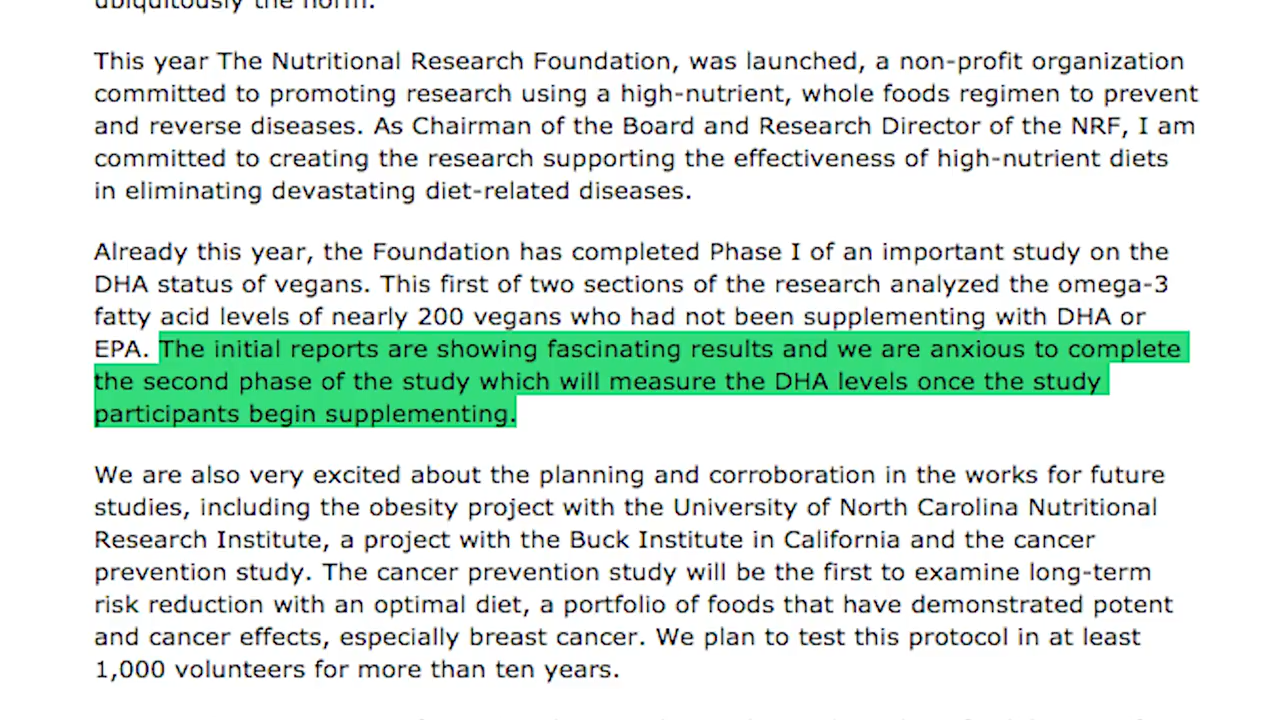 ubiquitously the norm.
This year The Nutritional Research Foundation, was launched, a non-profit organization
committed to promoting research using a high-nutrient, whole foods regimen to prevent
and reverse diseases. As Chairman of the Board and Research Director of the NRF, I am
committed to creating the research supporting the effectiveness of high-nutrient diets
in eliminating devastating diet-related diseases.
Already this year, the Foundation has completed Phase I of an important study on the
DHA status of vegans. This first of two sections of the research analyzed the omega-3
fatty acid levels of nearly 200 vegans who had not been supplementing with DHA or
EPA. The initial reports are showing fascinating results and we are anxious to complete
the second phase of the study which will measure the DHA levels once the study
participants begin supplementing.
We are also very excited about the planning and corroboration in the works for future
studies, including the obesity project with the University of North Carolina Nutritional
Research Institute, a project with the Buck Institute in California and the cancer
prevention study. The cancer prevention study will be the first to examine long-term
risk reduction with an optimal diet, a portfolio of foods that have demonstrated potent
and cancer effects, especially breast cancer. We plan to test this protocol in at least
1,000 volunteers for more than ten years.